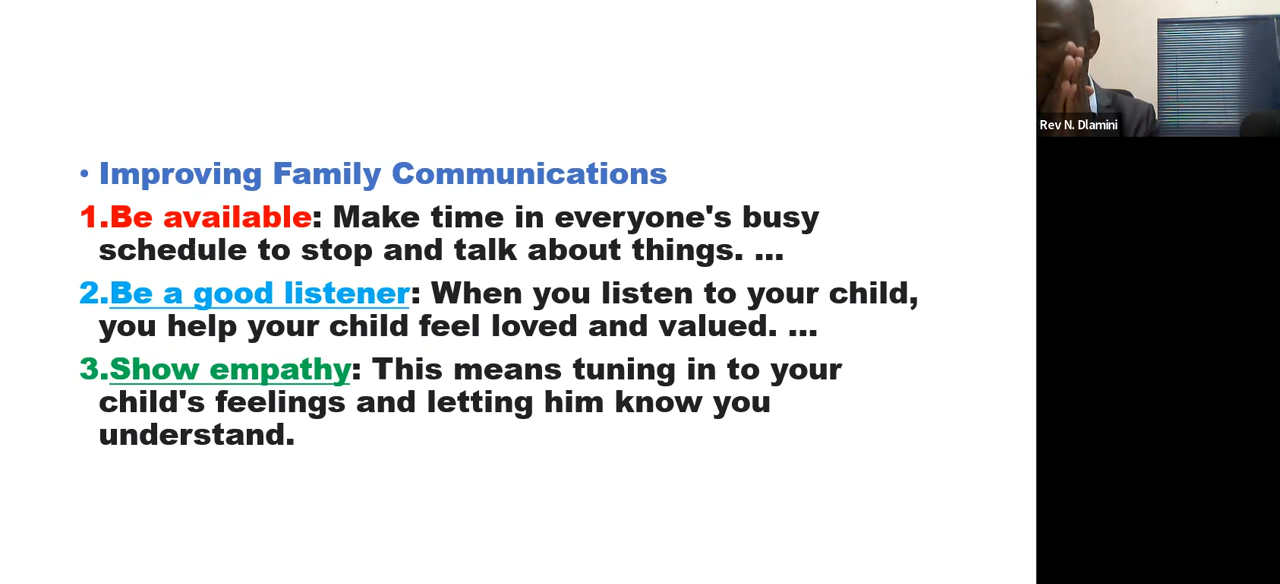 • Improving Family Communications
1.Be available: Make time in everyone's busy
schedule to stop and talk about things. ...
2.Be a good listener: When you listen to your child,
you help your child feel loved and valued. ...
3.Show empathy: This means tuning in to your
child's feelings and letting him know you
understand.
Rev N. Dlamini